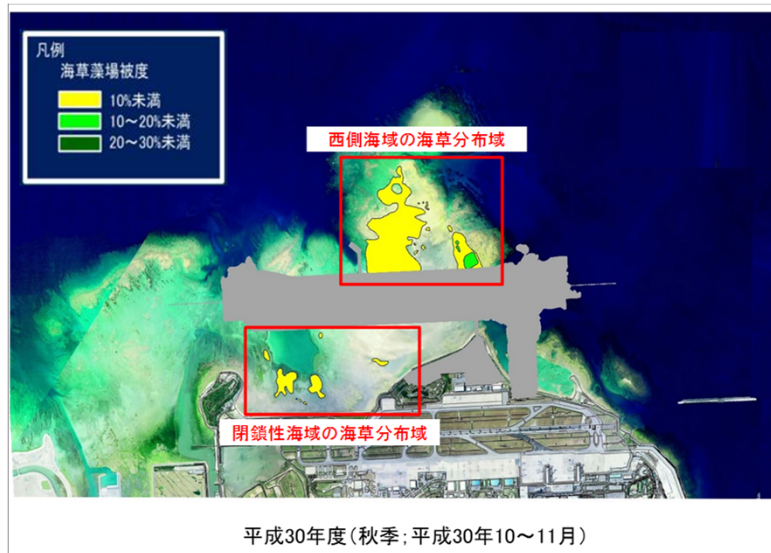 凡例
海草藻場被度
10%未満
10～20%未満
20～30%未満
西側海域の海草分布域
閉鎖性海域の海草分布域
平成30年度(秋季;平成30年10～11月)